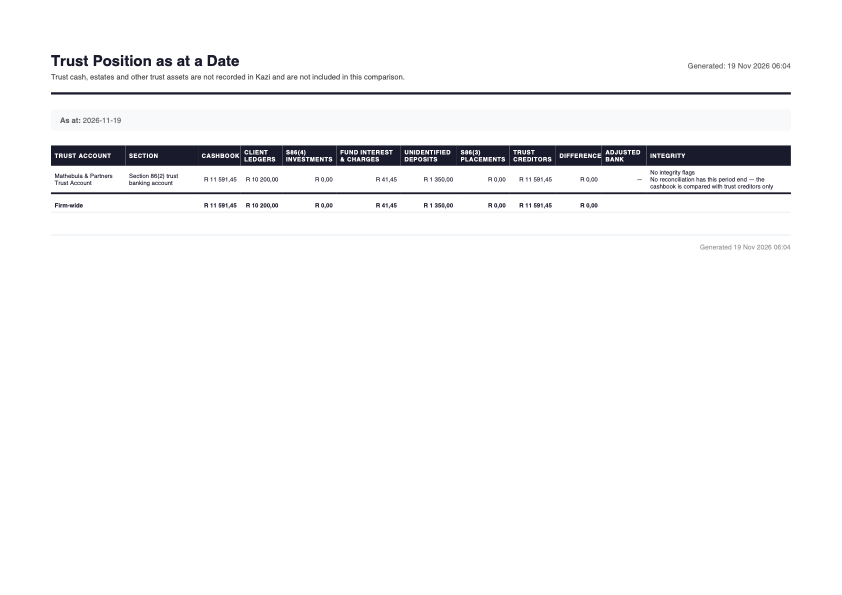 Trust Position as at a Date
Generated: 19 Nov 2026 06:04
Trust cash, estates and other trust assets are not recorded in Kazi and are not included in this comparison.
As at: 2026-11-19
TRUST ACCOUNT SECTION CASHBOOK CLIENT LEDGERS S86(4) INVESTMENTS FUND INTEREST & CHARGES UNIDENTIFIED DEPOSITS S86(3) PLACEMENTS TRUST CREDITORS DIFFERENCE ADJUSTED BANK INTEGRITY
Mathebula & Partners Trust Account Section 86(2) trust banking account R 11 591,45 R 10 200,00 R 0,00 R 41,45 R 1 350,00 R 0,00 R 11 591,45 R 0,00 — No integrity flags
No reconciliation has this period end — the
cashbook is compared with trust creditors only
Firm-wide R 11 591,45 R 10 200,00 R 0,00 R 41,45 R 1 350,00 R 0,00 R 11 591,45 R 0,00
Generated 19 Nov 2026 06:04